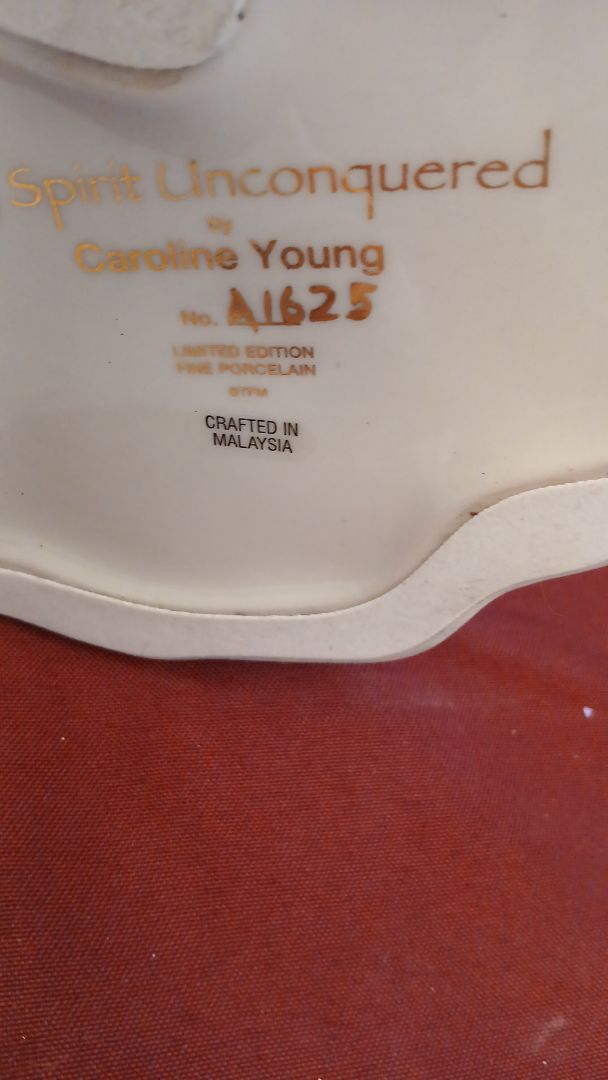 Spirit Unconquered
By
Caroline Young
No. A1625
LIMITED EDITION
FINE PORCELAIN
CRAFTED IN
MALAYSIA